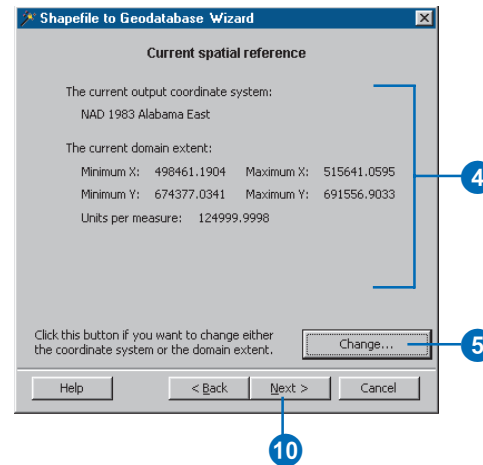 Shapefile to Geodatabase Wizard
Current spatial reference
The current output coordinate system:
NAD 1983 Alabama East
The current domain extent:
Minimum X: 498461.1904 Maximum X: 515641.0595
Minimum Y: 674377.0341 Maximum Y: 691556.9033
Units per measure: 124999.9998
4
Click this button if you want to change either
the coordinate system or the domain extent.
Change...
5
Help < Back Next > Cancel
10